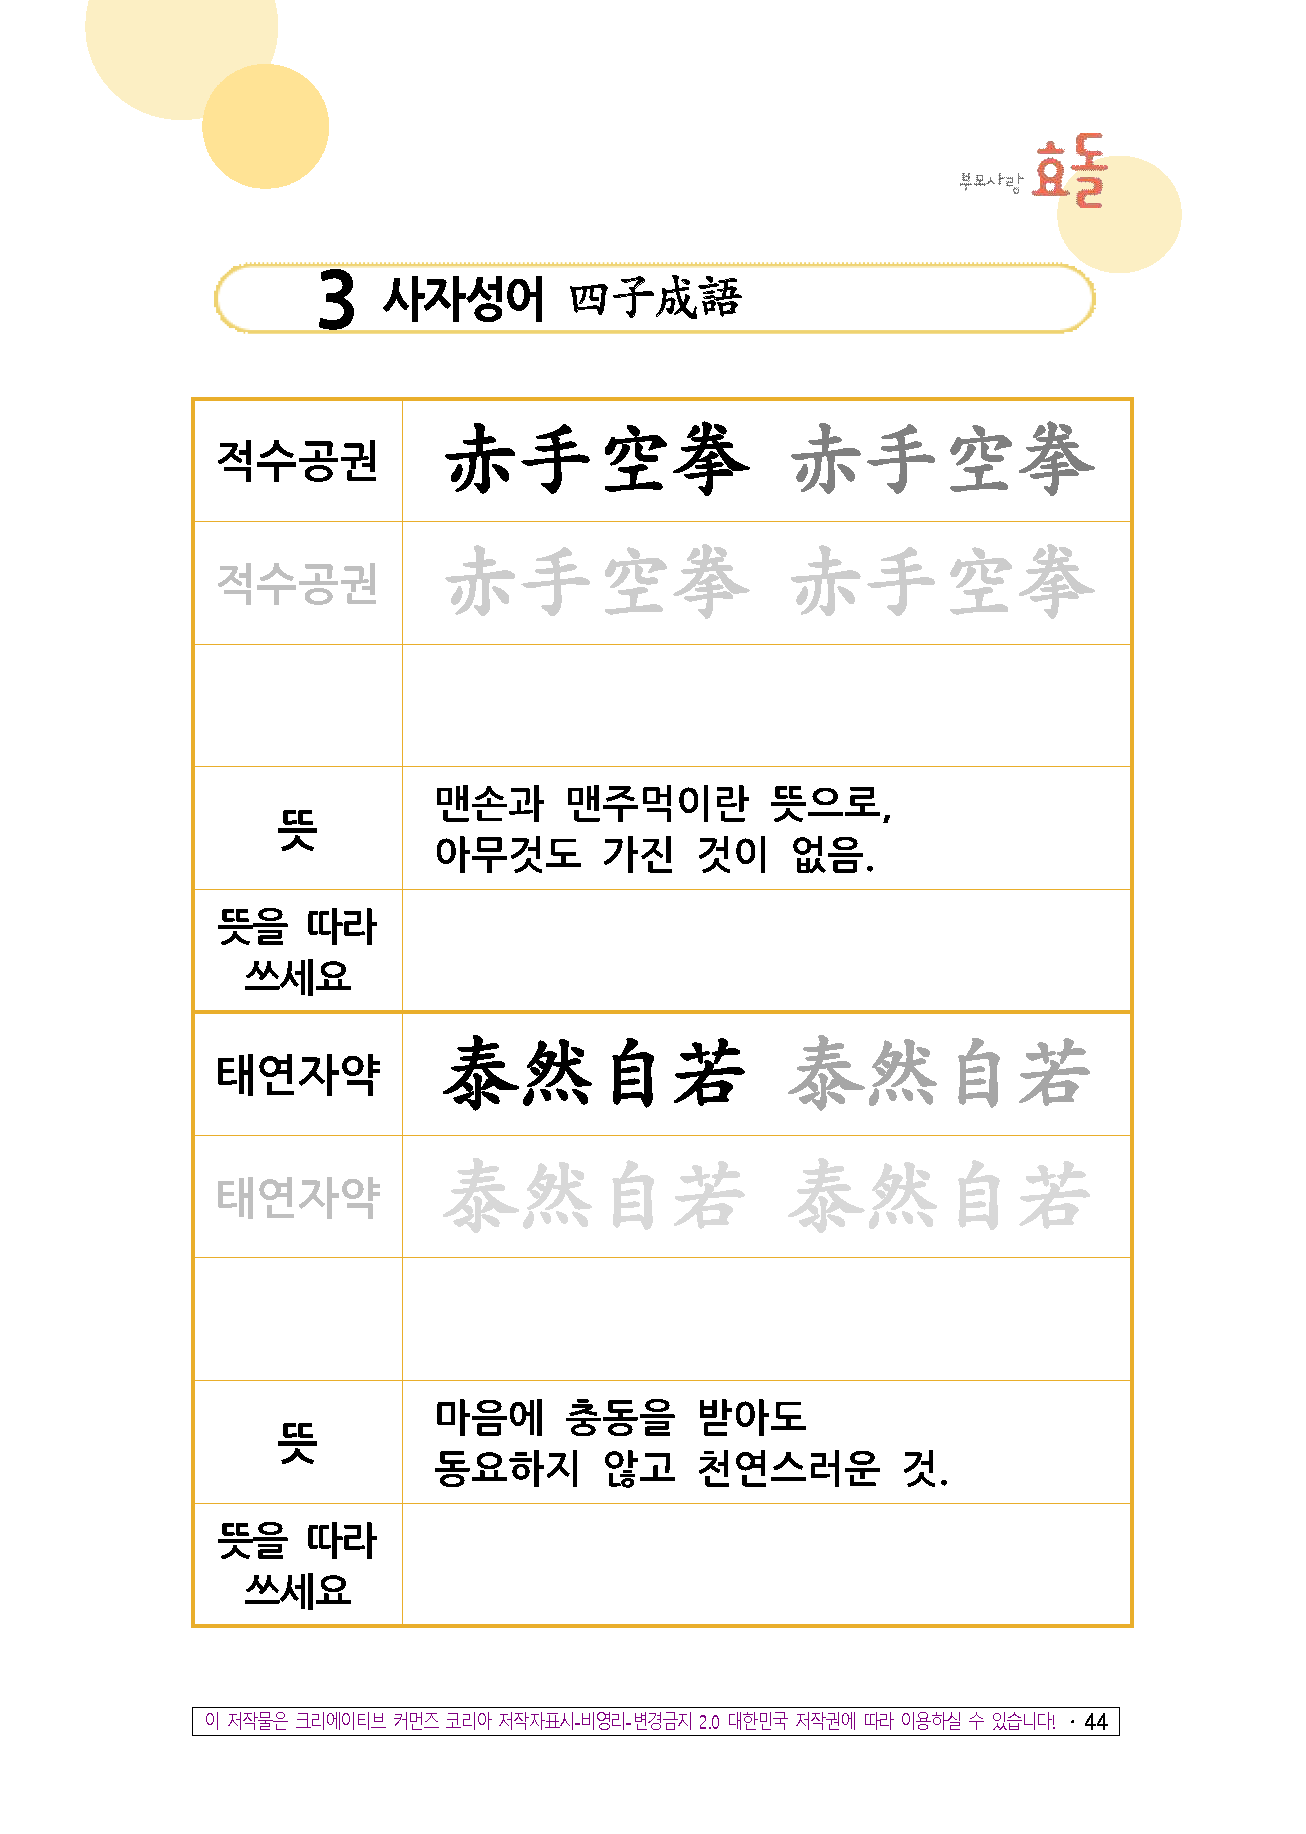 부모사랑 효돌
3 사자성어 四子成語
적수공권 赤手空拳 赤手空拳
적수공권 赤手空拳 赤手空拳
뜻
맨손과 맨주먹이란 뜻으로,
아무것도 가진 것이 없음.
뜻을 따라
쓰세요
태연자약 泰然自若 泰然自若
태연자약 泰然自若 泰然自若
뜻
마음에 충동을 받아도
동요하지 않고 천연스러운 것.
뜻을 따라
쓰세요
이 저작물은 크리에이티브 커먼즈 코리아 저작자표시-비영리-변경금지 2.0 대한민국 저작권에 따라 이용하실 수 있습니다! · 44